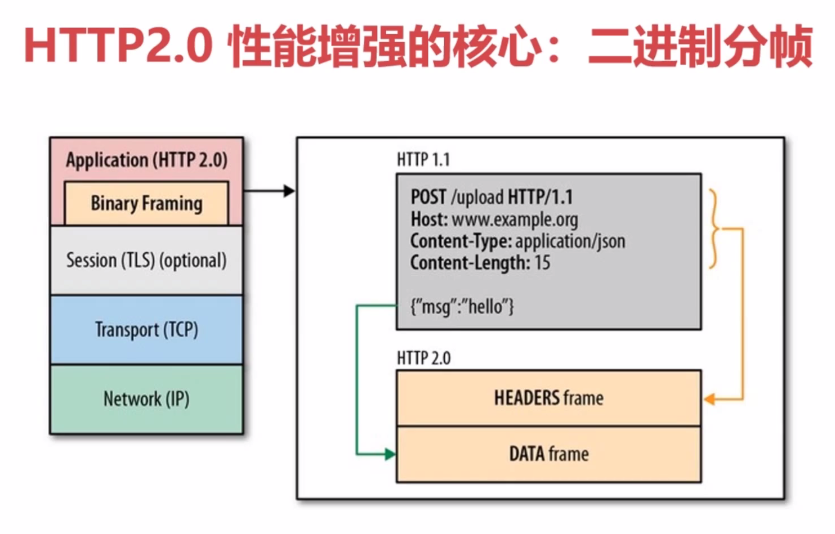 HTTP2.0 性能增强的核心：二进制分帧
Application (HTTP 2.0)
Binary Framing
Session (TLS) (optional)
Transport (TCP)
Network (IP)
HTTP 1.1
POST /upload HTTP/1.1
Host: www.example.org
Content-Type: application/json
Content-Length: 15
{"msg":"hello"}
HTTP 2.0
HEADERS frame
DATA frame